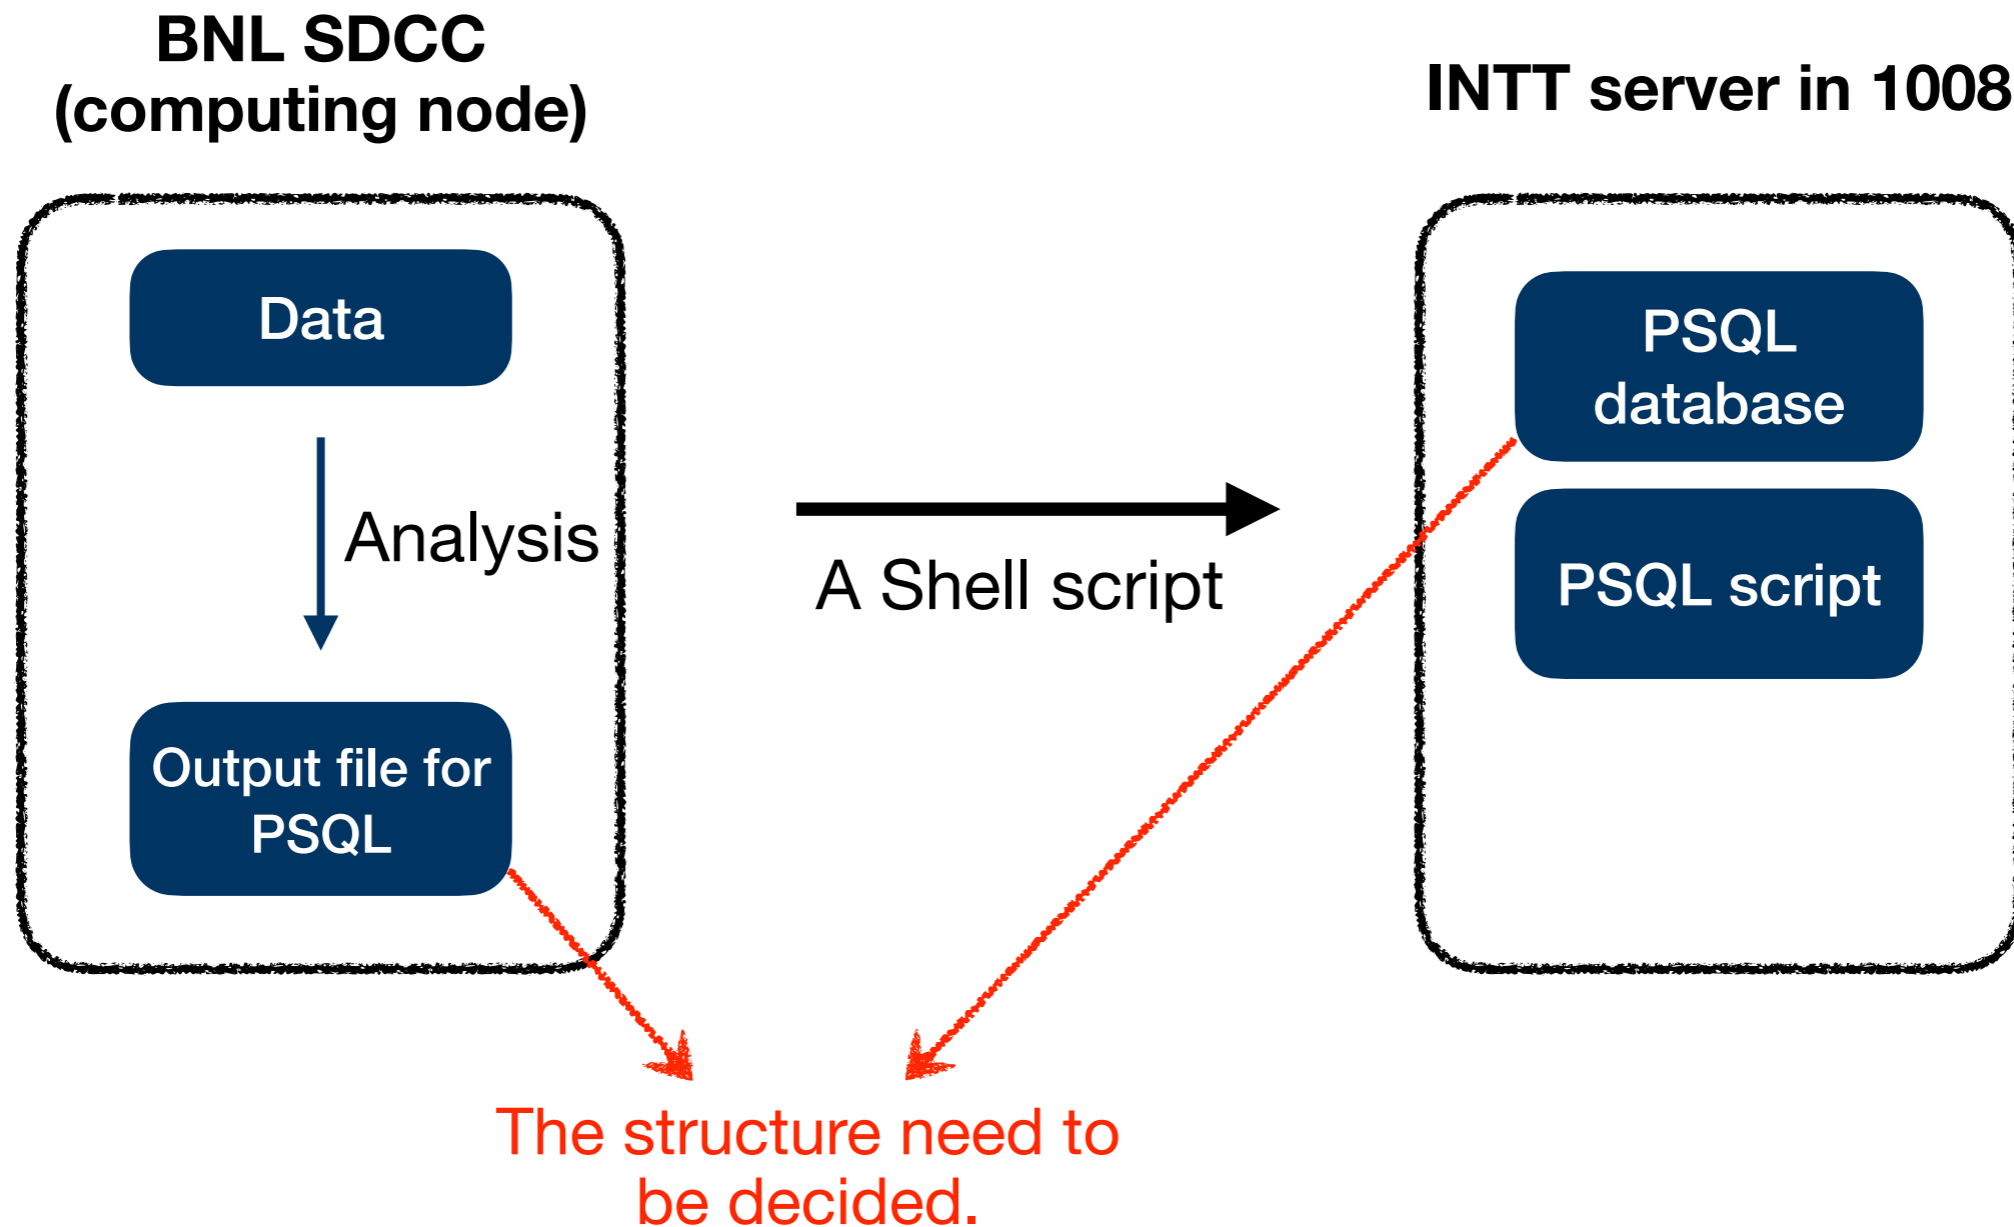 BNL SDCC
(computing node)
INTT server in 1008
Data
Analysis
Output file for
PSQL
A Shell script
PSQL
database
PSQL script
The structure need to
be decided.